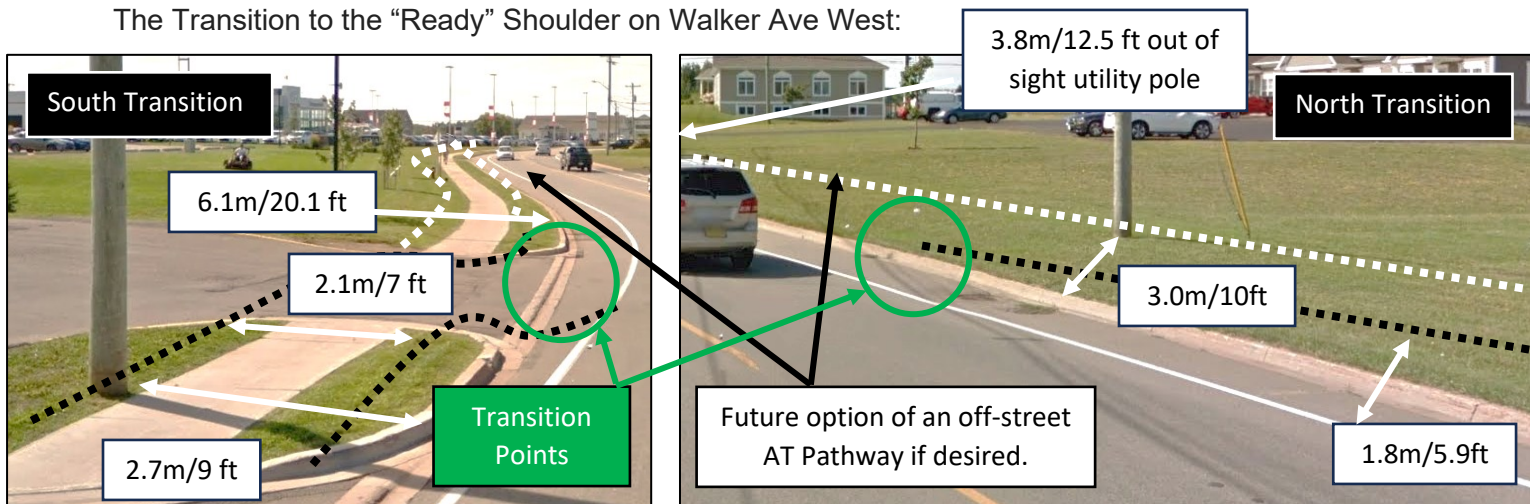 The Transition to the “Ready” Shoulder on Walker Ave West:
South Transition
6.1m/20.1 ft
2.1m/7 ft
2.7m/9 ft
Transition
Points
3.8m/12.5 ft out of
sight utility pole
North Transition
3.0m/10ft
Future option of an off-street
AT Pathway if desired.
1.8m/5.9ft